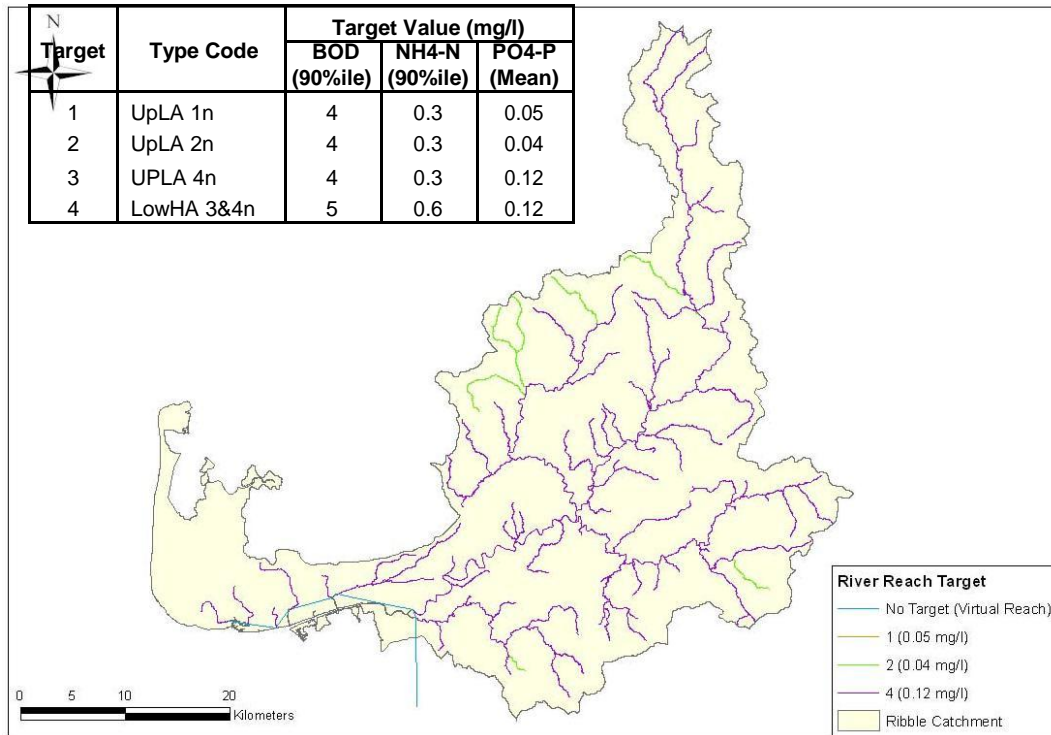 N
Target Type Code Target Value (mg/l)
BOD NH4-N PO4-P
(90%ile) (90%ile) (Mean)
1 UpLA 1n 4 0.3 0.05
2 UpLA 2n 4 0.3 0.04
3 UPLA 4n 4 0.3 0.12
4 LowHA 3&4n 5 0.6 0.12
River Reach Target
No Target (Virtual Reach)
1 (0.05 mg/l)
2 (0.04 mg/l)
4 (0.12 mg/l)
Ribble Catchment
0 5 10 20
Kilometers